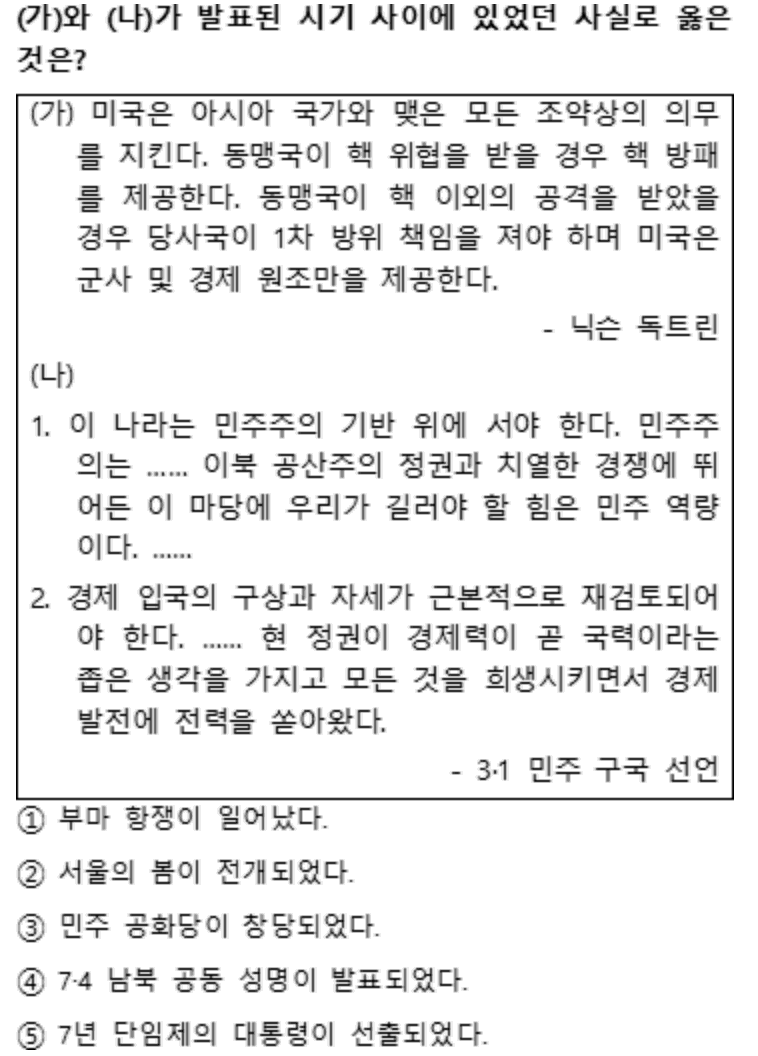 (가)와 (나)가 발표된 시기 사이에 있었던 사실로 옳은
것은?
(가) 미국은 아시아 국가와 맺은 모든 조약상의 의무
를 지킨다. 동맹국이 핵 위협을 받을 경우 핵 방패
를 제공한다. 동맹국이 핵 이외의 공격을 받았을
경우 당사국이 1차 방위 책임을 져야 하며 미국은
군사 및 경제 원조만을 제공한다.
- 닉슨 독트린
(나)
1. 이 나라는 민주주의 기반 위에 서야 한다. 민주주
의는 …… 이북 공산주의 정권과 치열한 경쟁에 뛰
어든 이 마당에 우리가 길러야 할 힘은 민주 역량
이다. ……
2. 경제 입국의 구상과 자세가 근본적으로 재검토되어
야 한다. …… 현 정권이 경제력이 곧 국력이라는
좁은 생각을 가지고 모든 것을 희생시키면서 경제
발전에 전력을 쏟아왔다.
- 3·1 민주 구국 선언
① 부마 항쟁이 일어났다.
② 서울의 봄이 전개되었다.
③ 민주 공화당이 창당되었다.
④ 7·4 남북 공동 성명이 발표되었다.
⑤ 7년 단임제의 대통령이 선출되었다.